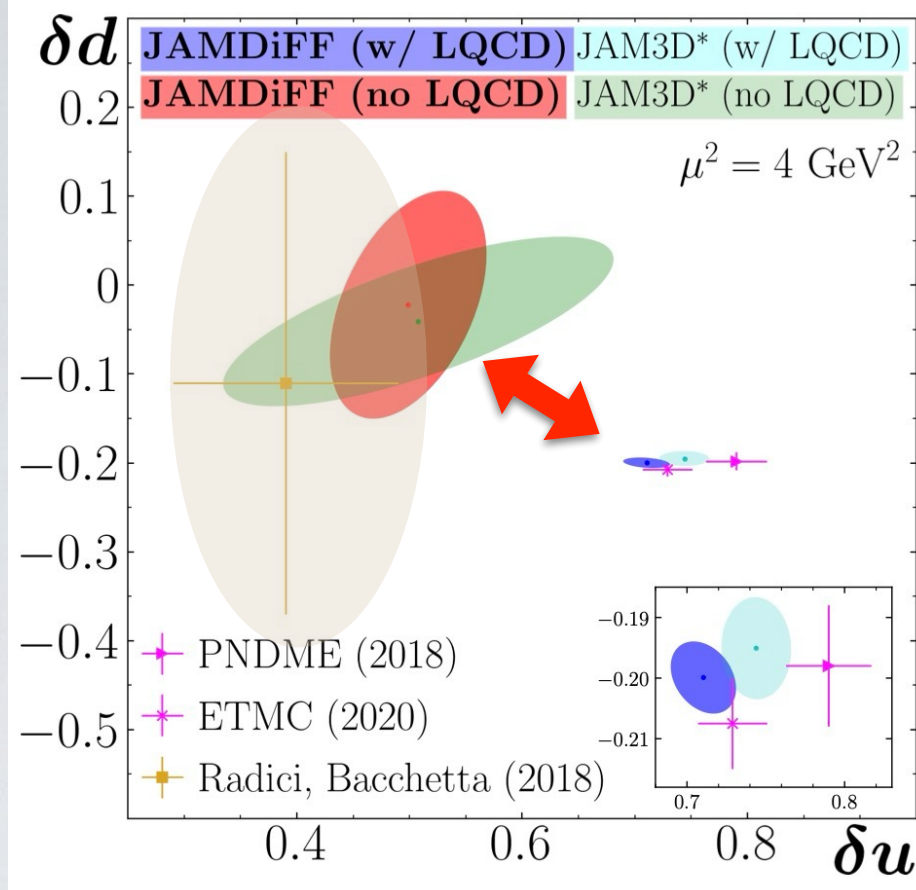 δd
JAMDiFF (w/ LQCD) JAM3D* (w/ LQCD)
JAMDiFF (no LQCD) JAM3D* (no LQCD)
μ² = 4 GeV²
0.2
0.1
0
−0.1
−0.2
−0.3
−0.4
−0.5
PNDME (2018)
ETMC (2020)
Radici, Bacchetta (2018)
−0.19
−0.20
−0.21
0.7 0.8
0.4 0.6 0.8 δu